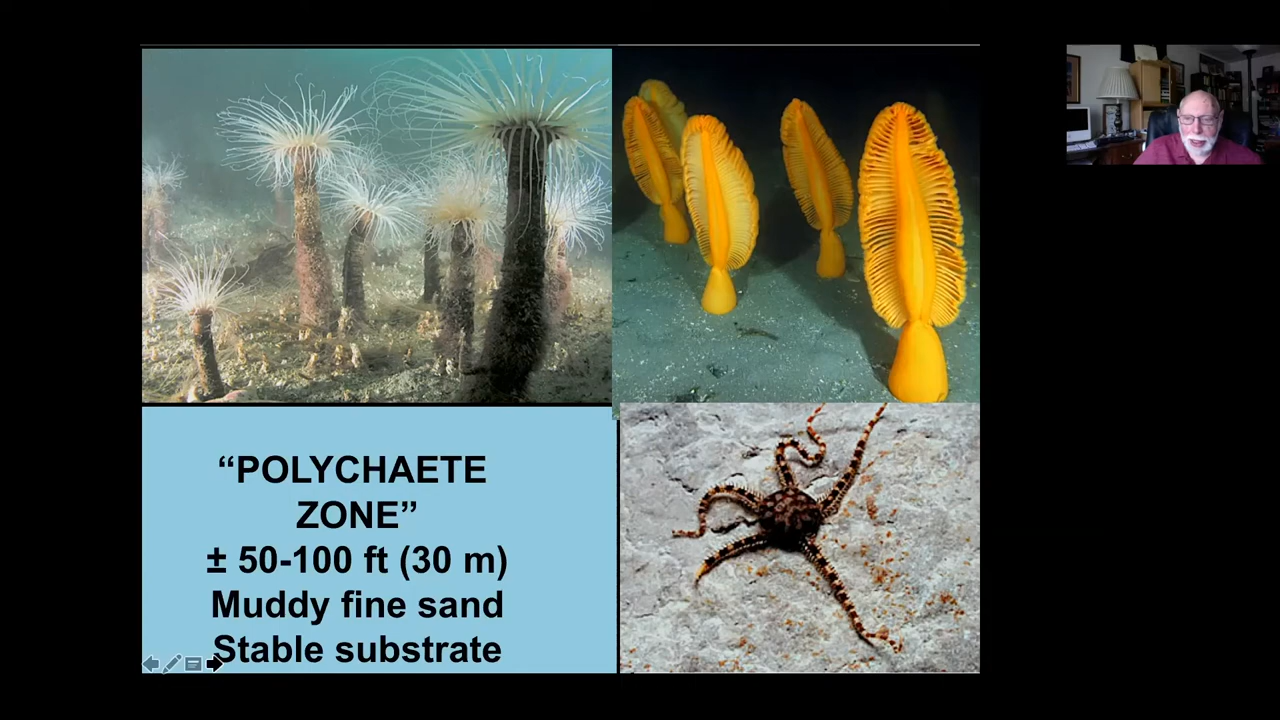 “POLYCHAETE
ZONE”
± 50-100 ft (30 m)
Muddy fine sand
Stable substrate